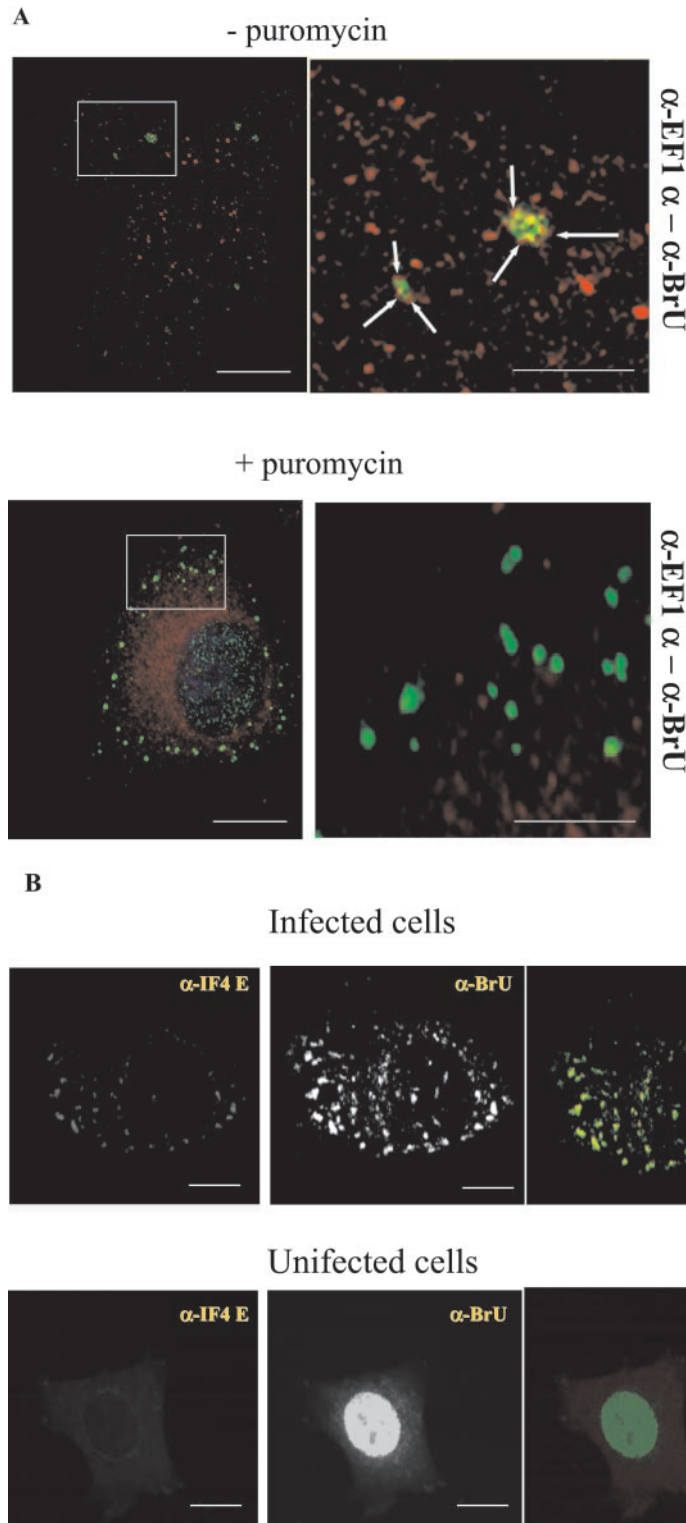 A
- puromycin
α-EF1 α – α-BrU
+ puromycin
α-EF1 α – α-BrU
B
Infected cells
α-IF4 E
α-BrU
Unifected cells
α-IF4 E
α-BrU